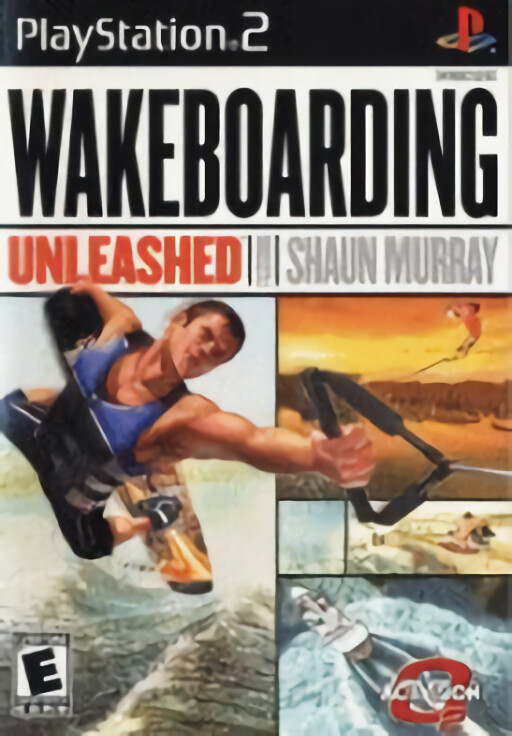 PlayStation.2
WAKEBOARDING
UNLEASHED
SHAUN MURRAY
E